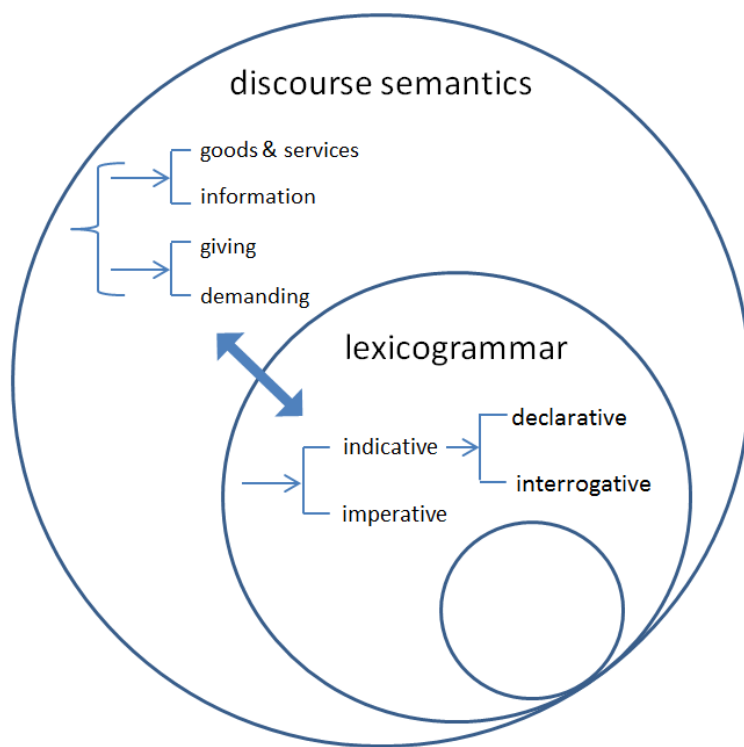 discourse semantics
goods & services
information
giving
demanding
lexicogrammar
indicative
declarative
interrogative
imperative